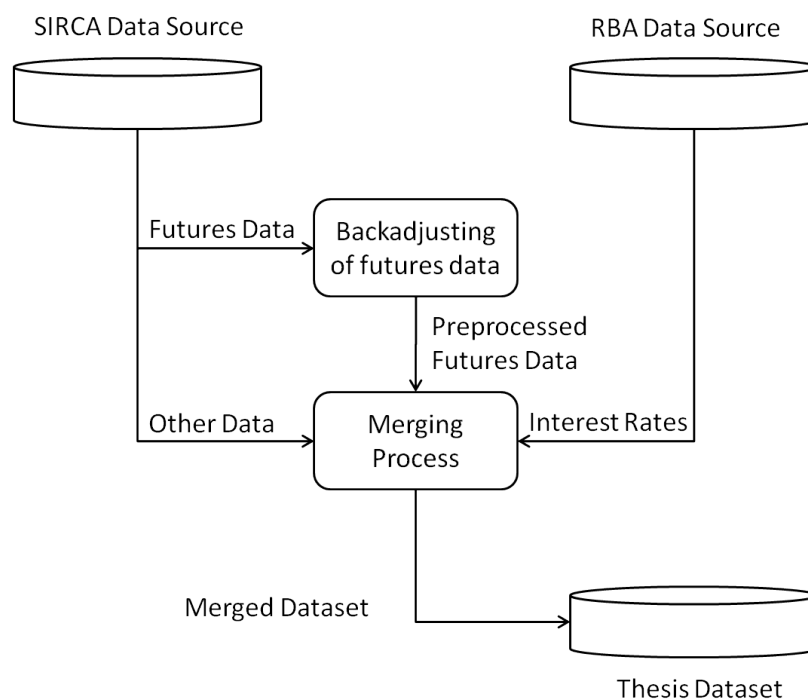 SIRCA Data Source
RBA Data Source
Futures Data
Backadjusting
of futures data
Preprocessed
Futures Data
Other Data
Merging
Process
Interest Rates
Merged Dataset
Thesis Dataset